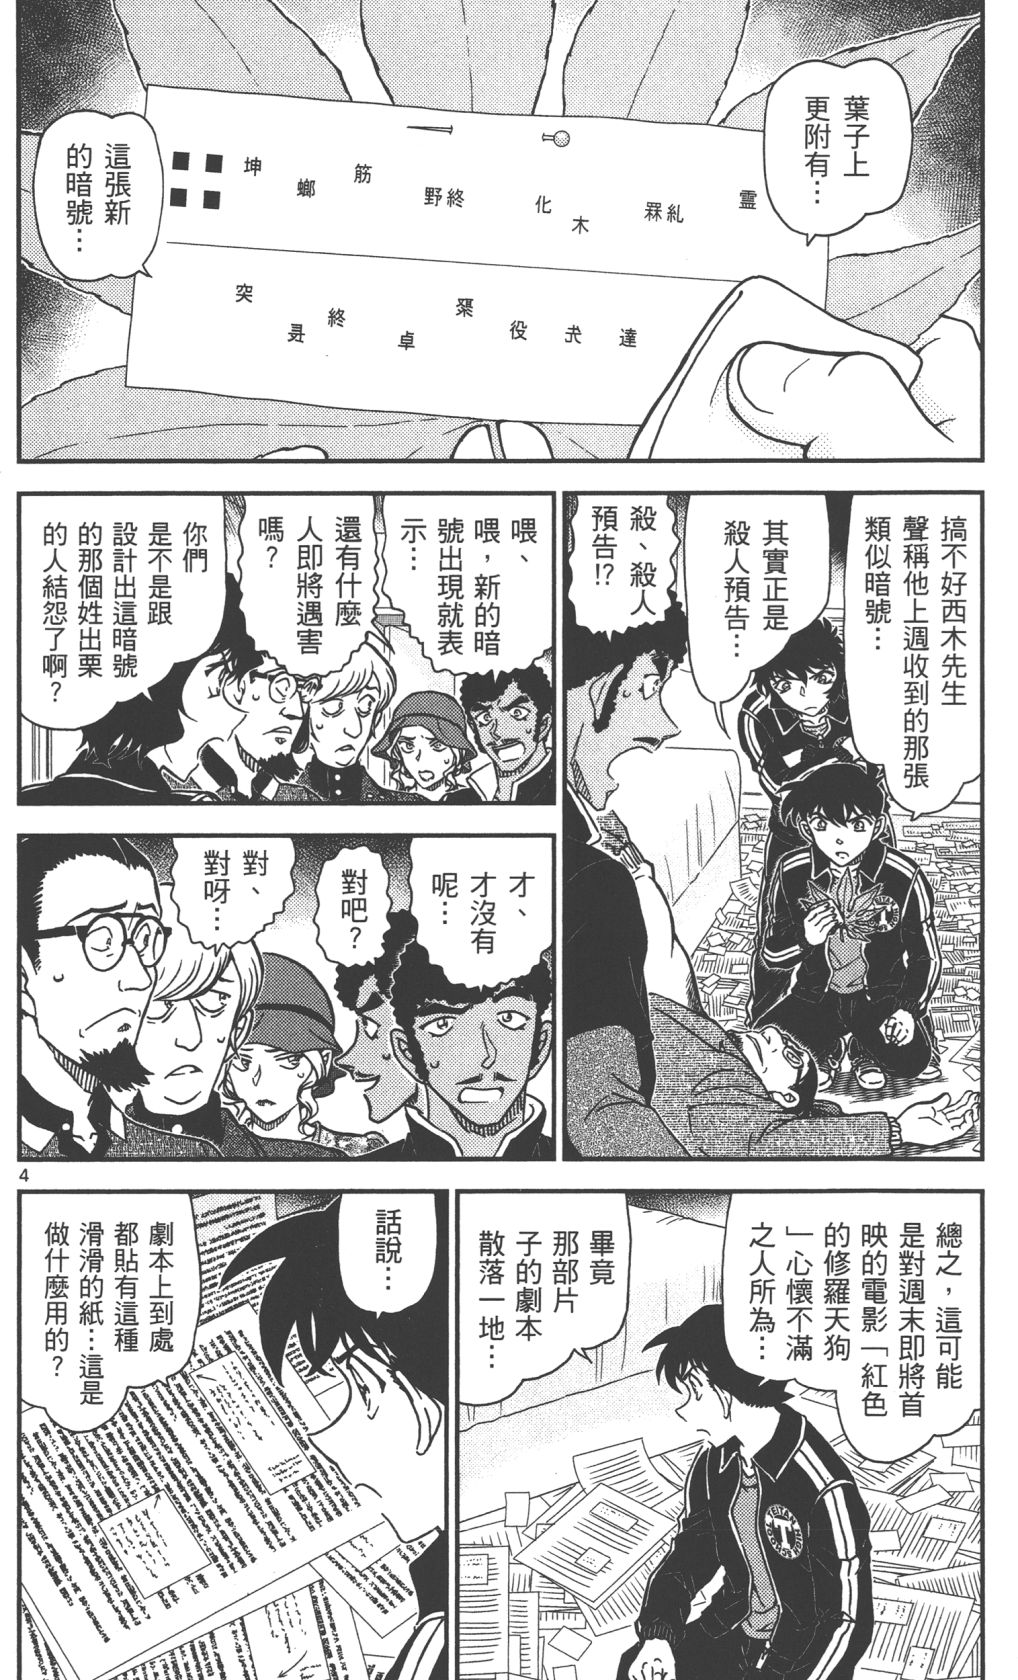 葉子上
更附有…
坤
螂
筋
野終
化
木
槑糺
靈
突
終
卓
役
达
這張新
的暗號…
搞不好西木先生
聲稱他上週收到的那張
類似暗號…
其實正是
殺人預告…
殺、殺人
預告!?
喂、
喂，新的暗
號出現就表
示…
還有什麼
人即將遇害
嗎？
你們
是不是跟
設計出這暗號
的那個姓出栗
的人結怨了啊？
才、
才沒有
呢…
對吧？
對、
對呀…
4
總之，這可能
是對週末即將首
映的電影「紅色
的修羅天狗
」心懷不滿
之人所為…
畢竟
那部片
子的劇本
散落一地…
話說…
劇本上到處
都貼有這種
滑滑的紙…這是
做什麼用的？